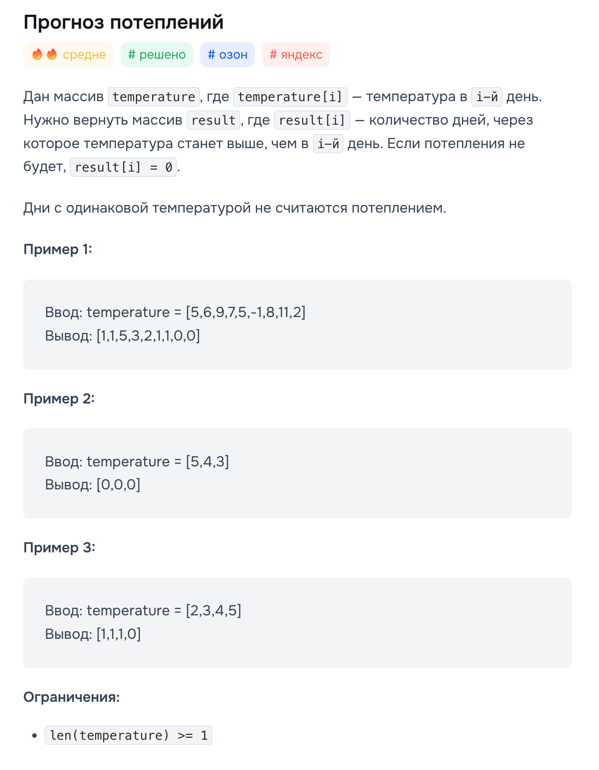 Прогноз потеплений
средне # решено # озон # яндекс
Дан массив temperature, где temperature[i] — температура в i-й день.
Нужно вернуть массив result, где result[i] — количество дней, через
которое температура станет выше, чем в i-й день. Если потепления не
будет, result[i] = 0.
Дни с одинаковой температурой не считаются потеплением.
Пример 1:
Ввод: temperature = [5,6,9,7,5,-1,8,11,2]
Вывод: [1,1,5,3,2,1,1,0,0]
Пример 2:
Ввод: temperature = [5,4,3]
Вывод: [0,0,0]
Пример 3:
Ввод: temperature = [2,3,4,5]
Вывод: [1,1,1,0]
Ограничения:
• len(temperature) >= 1